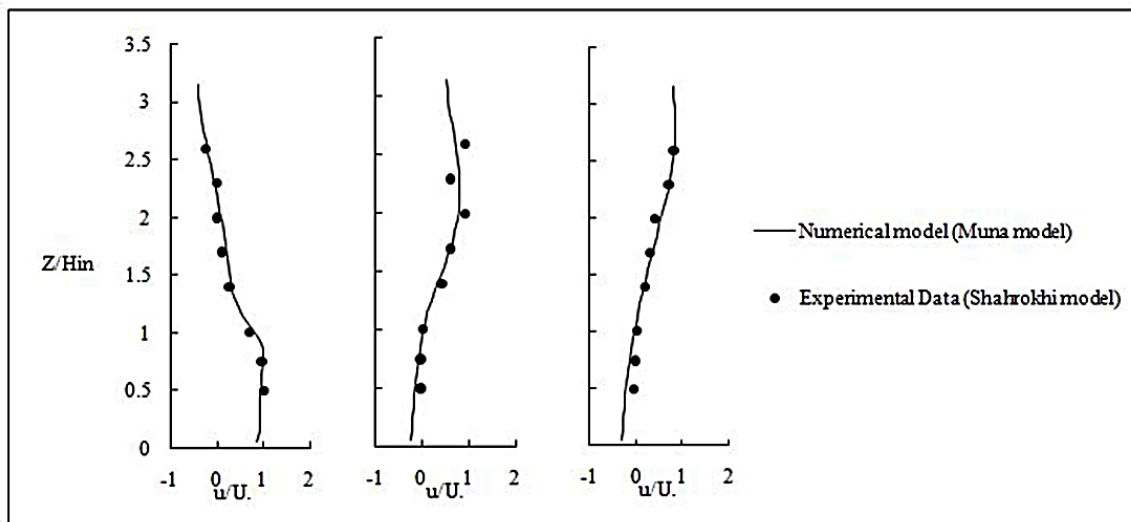 3.5
3
2.5
2
1.5
1
0.5
0
Z/Hin
-1 0 1 2
u/U.
-1 0 1 2
u/U.
-1 0 1 2
u/U.
Numerical model (Muna model)
Experimental Data (Shahrokhi model)